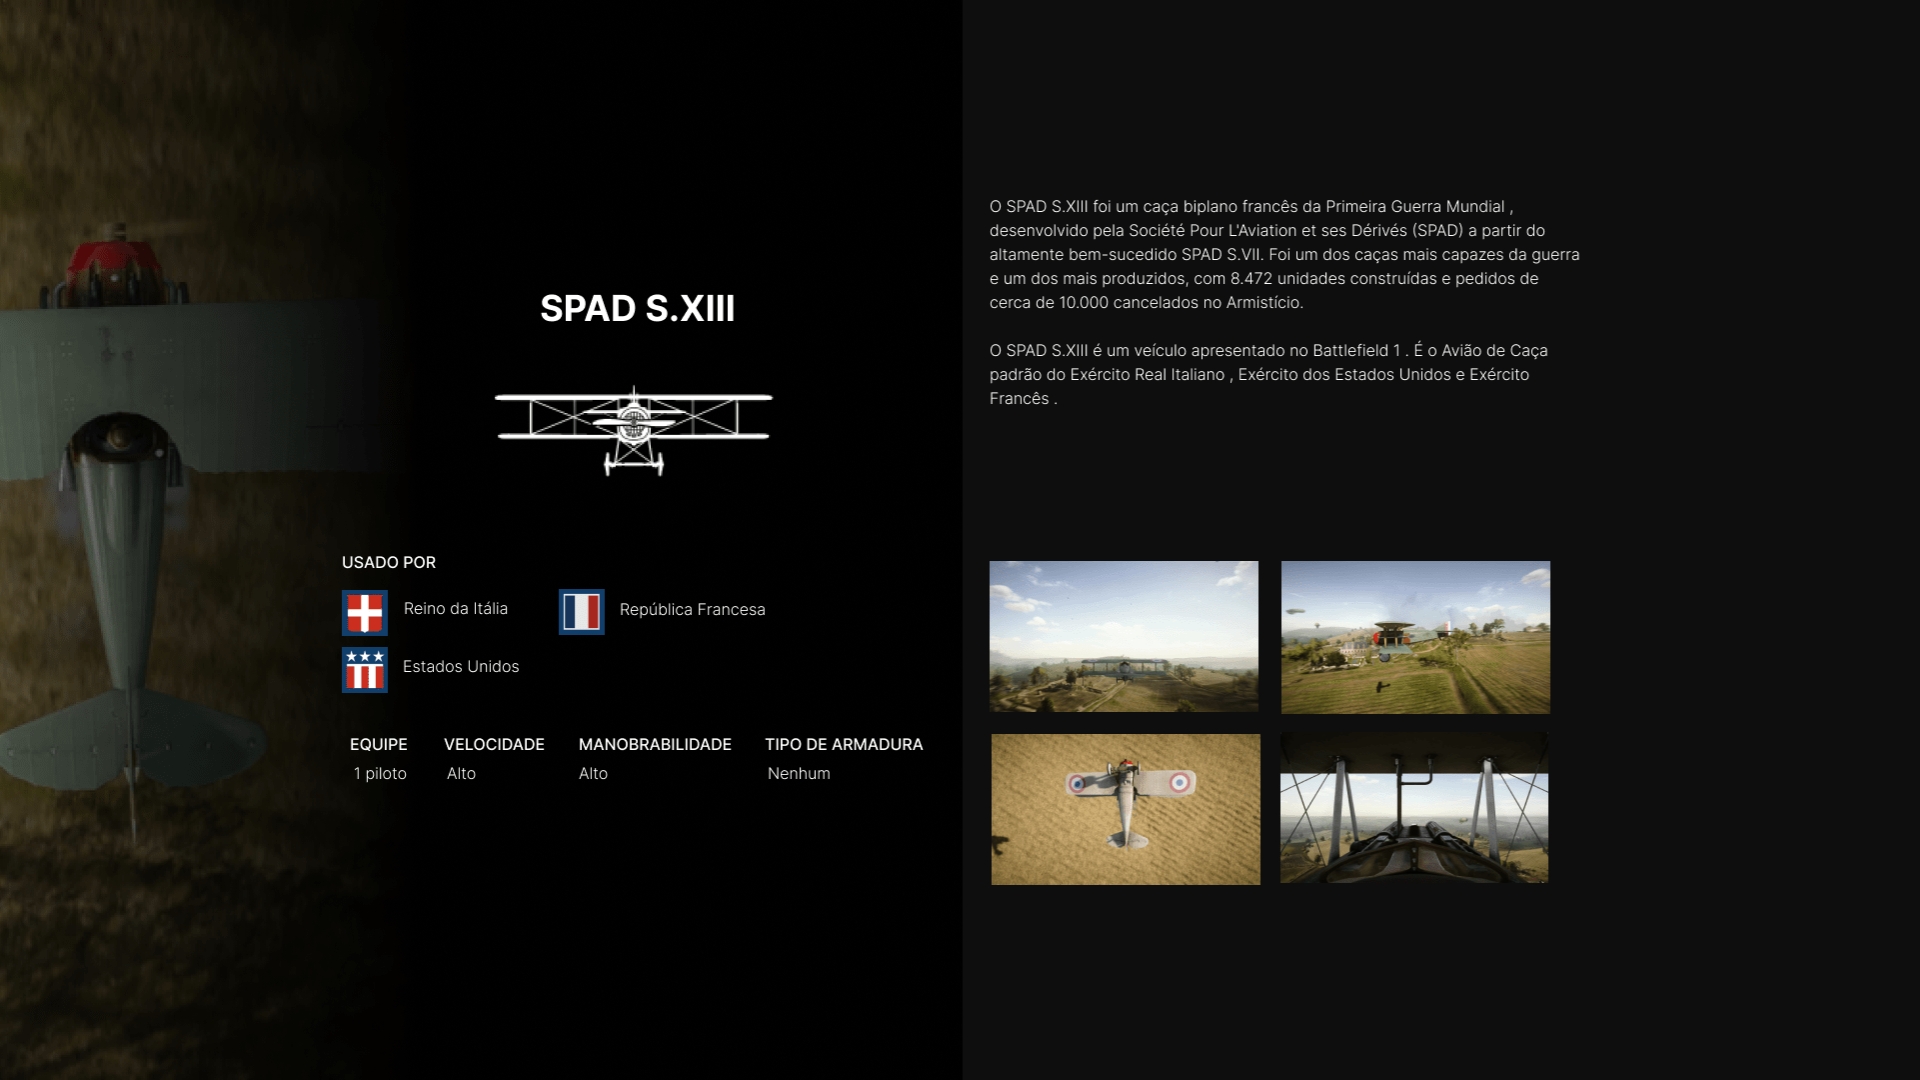 SPAD S.XIII
USADO POR
Reino da Itália
República Francesa
Estados Unidos
EQUIPE VELOCIDADE MANOBRABILIDADE TIPO DE ARMADURA
1 piloto Alto Alto Nenhum
O SPAD S.XIII foi um caça biplano francês da Primeira Guerra Mundial ,
desenvolvido pela Société Pour L'Aviation et ses Dérivés (SPAD) a partir do
altamente bem-sucedido SPAD S.VII. Foi um dos caças mais capazes da guerra
e um dos mais produzidos, com 8.472 unidades construídas e pedidos de
cerca de 10.000 cancelados no Armistício.
O SPAD S.XIII é um veículo apresentado no Battlefield 1 . É o Avião de Caça
padrão do Exército Real Italiano , Exército dos Estados Unidos e Exército
Francês .